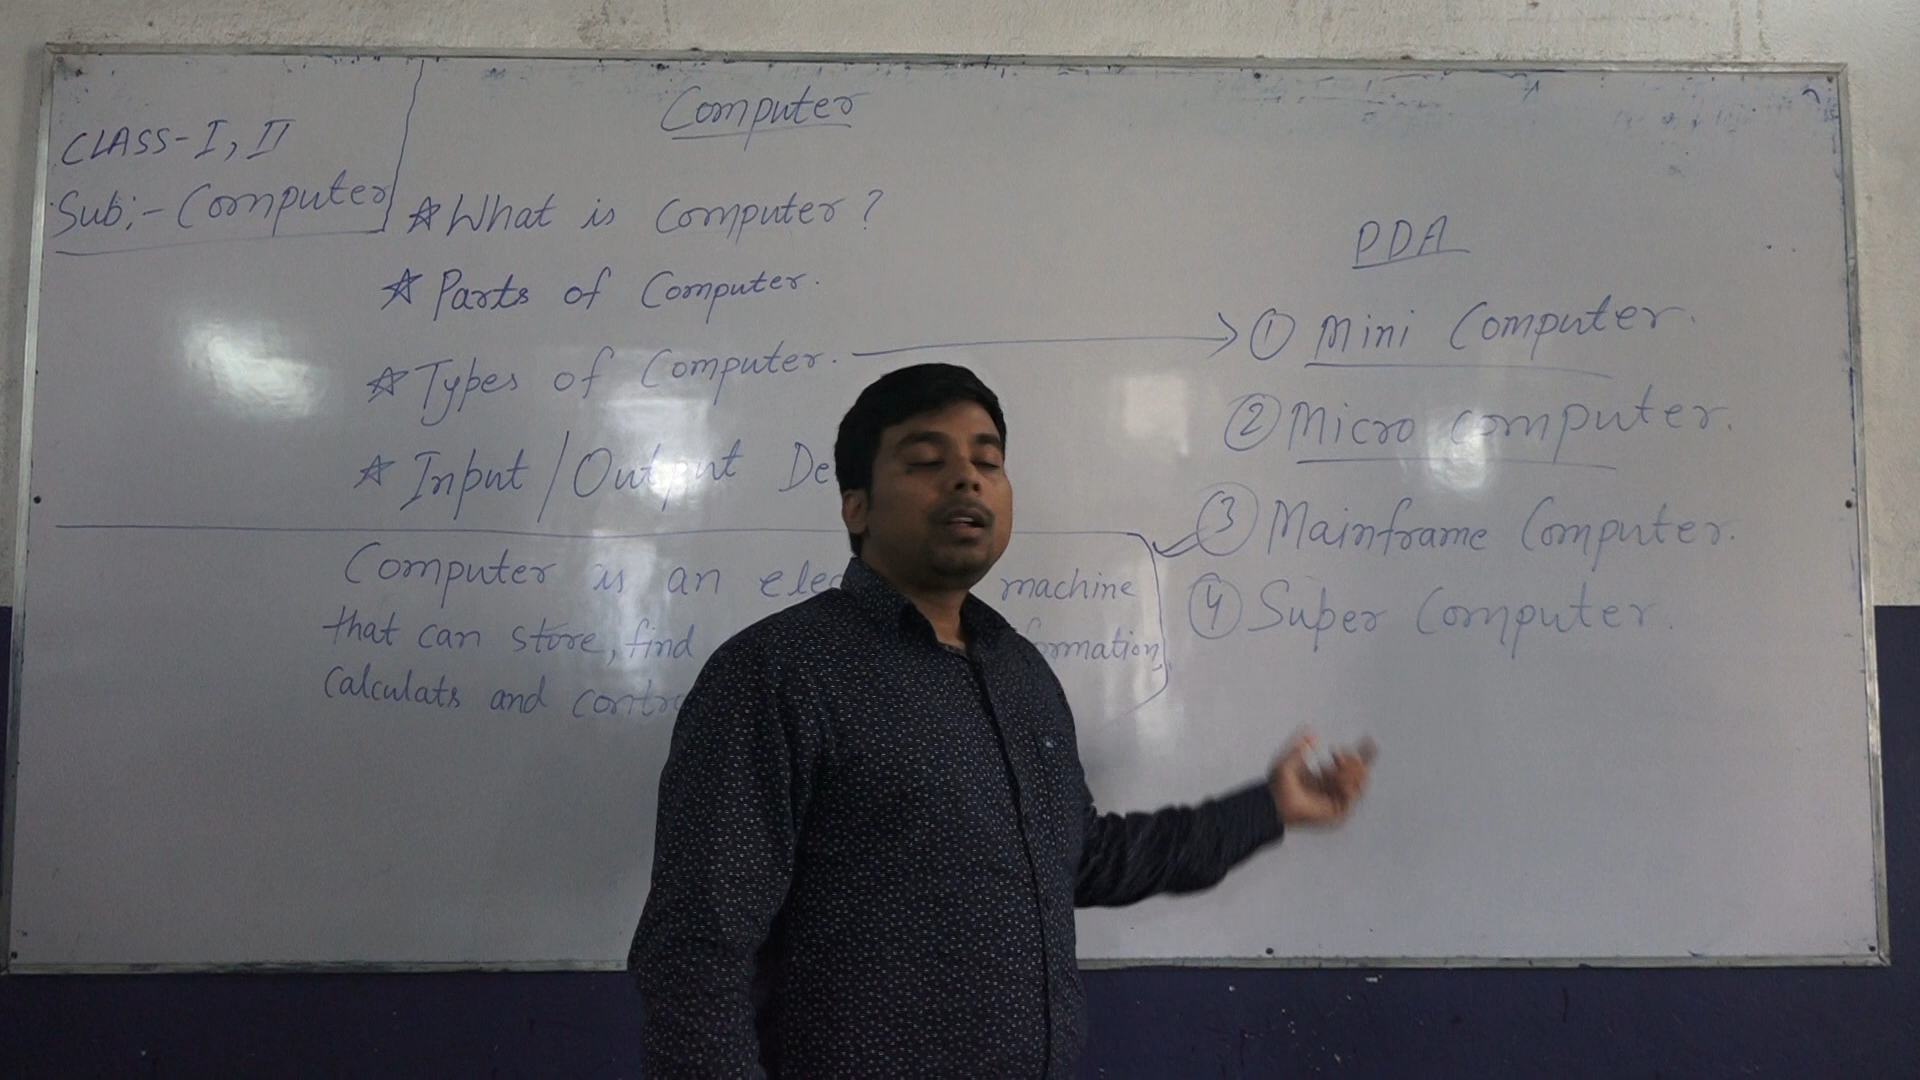 CLASS-I, II
Sub:- Computer
Computer
☆ What is Computer?
☆ Parts of Computer.
☆ Types of Computer.
☆ Input / Output
Computer is an machine
that can store, find
calculats and
PDA
① Mini Computer.
② Micro Computer.
③ Mainframe Computer.
④ Super Computer.